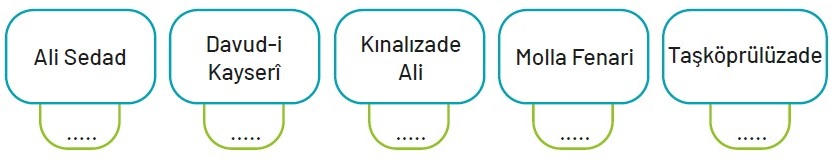 Ali Sedad
Davud-i
Kayserî
Kınalızade
Ali
Molla Fenari
Taşköprülüzade
.....
.....
.....
.....
.....